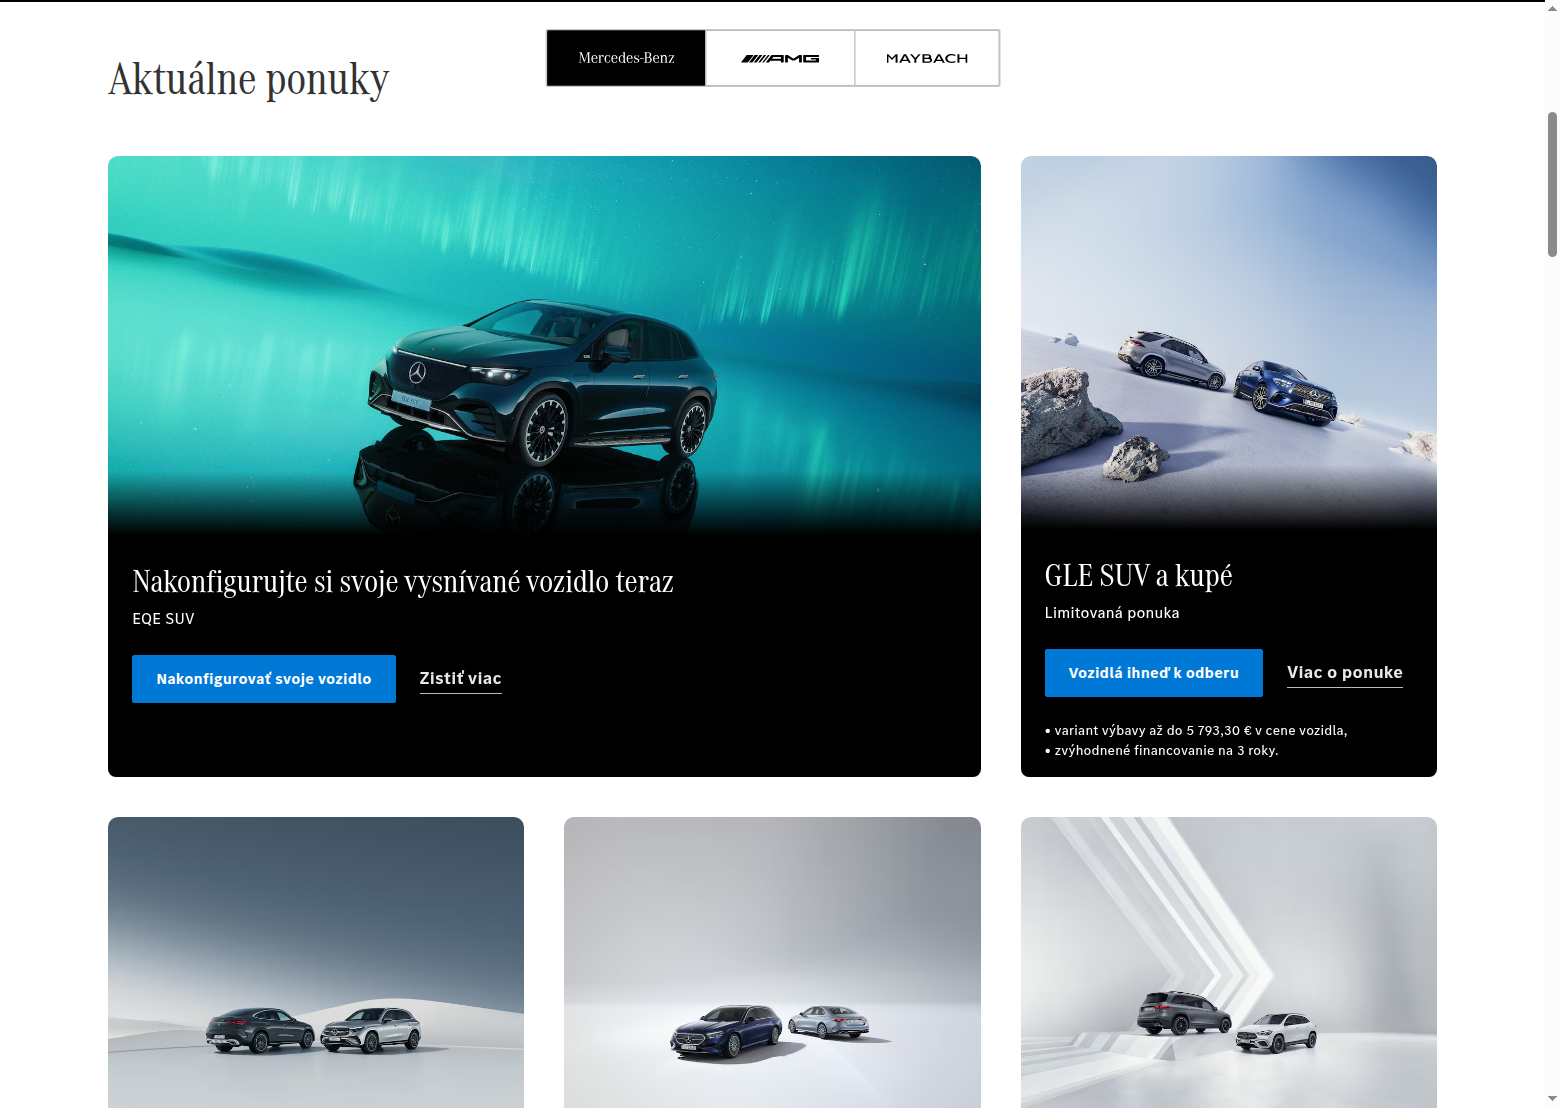 Aktuálne ponuky
Mercedes-Benz
AMG
MAYBACH
Nakonfigurujte si svoje vysnívané vozidlo teraz
EQE SUV
Nakonfigurovať svoje vozidlo
Zistiť viac
GLE SUV a kupé
Limitovaná ponuka
Vozidlá ihneď k odberu
Viac o ponuke
• variant výbavy až do 5 793,30 € v cene vozidla,
• zvýhodnené financovanie na 3 roky.